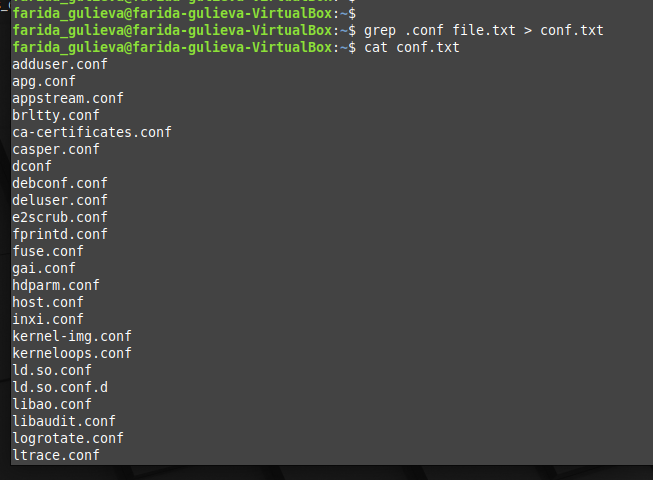 farida_gulieva@farida-gulieva-VirtualBox:~$
farida_gulieva@farida-gulieva-VirtualBox:~$ grep .conf file.txt > conf.txt
farida_gulieva@farida-gulieva-VirtualBox:~$ cat conf.txt
adduser.conf
apg.conf
appstream.conf
brltty.conf
ca-certificates.conf
casper.conf
dconf
debconf.conf
deluser.conf
e2scrub.conf
fprintd.conf
fuse.conf
gai.conf
hdparm.conf
host.conf
inxi.conf
kernel-img.conf
kerneloops.conf
ld.so.conf
ld.so.conf.d
libao.conf
libaudit.conf
logrotate.conf
ltrace.conf